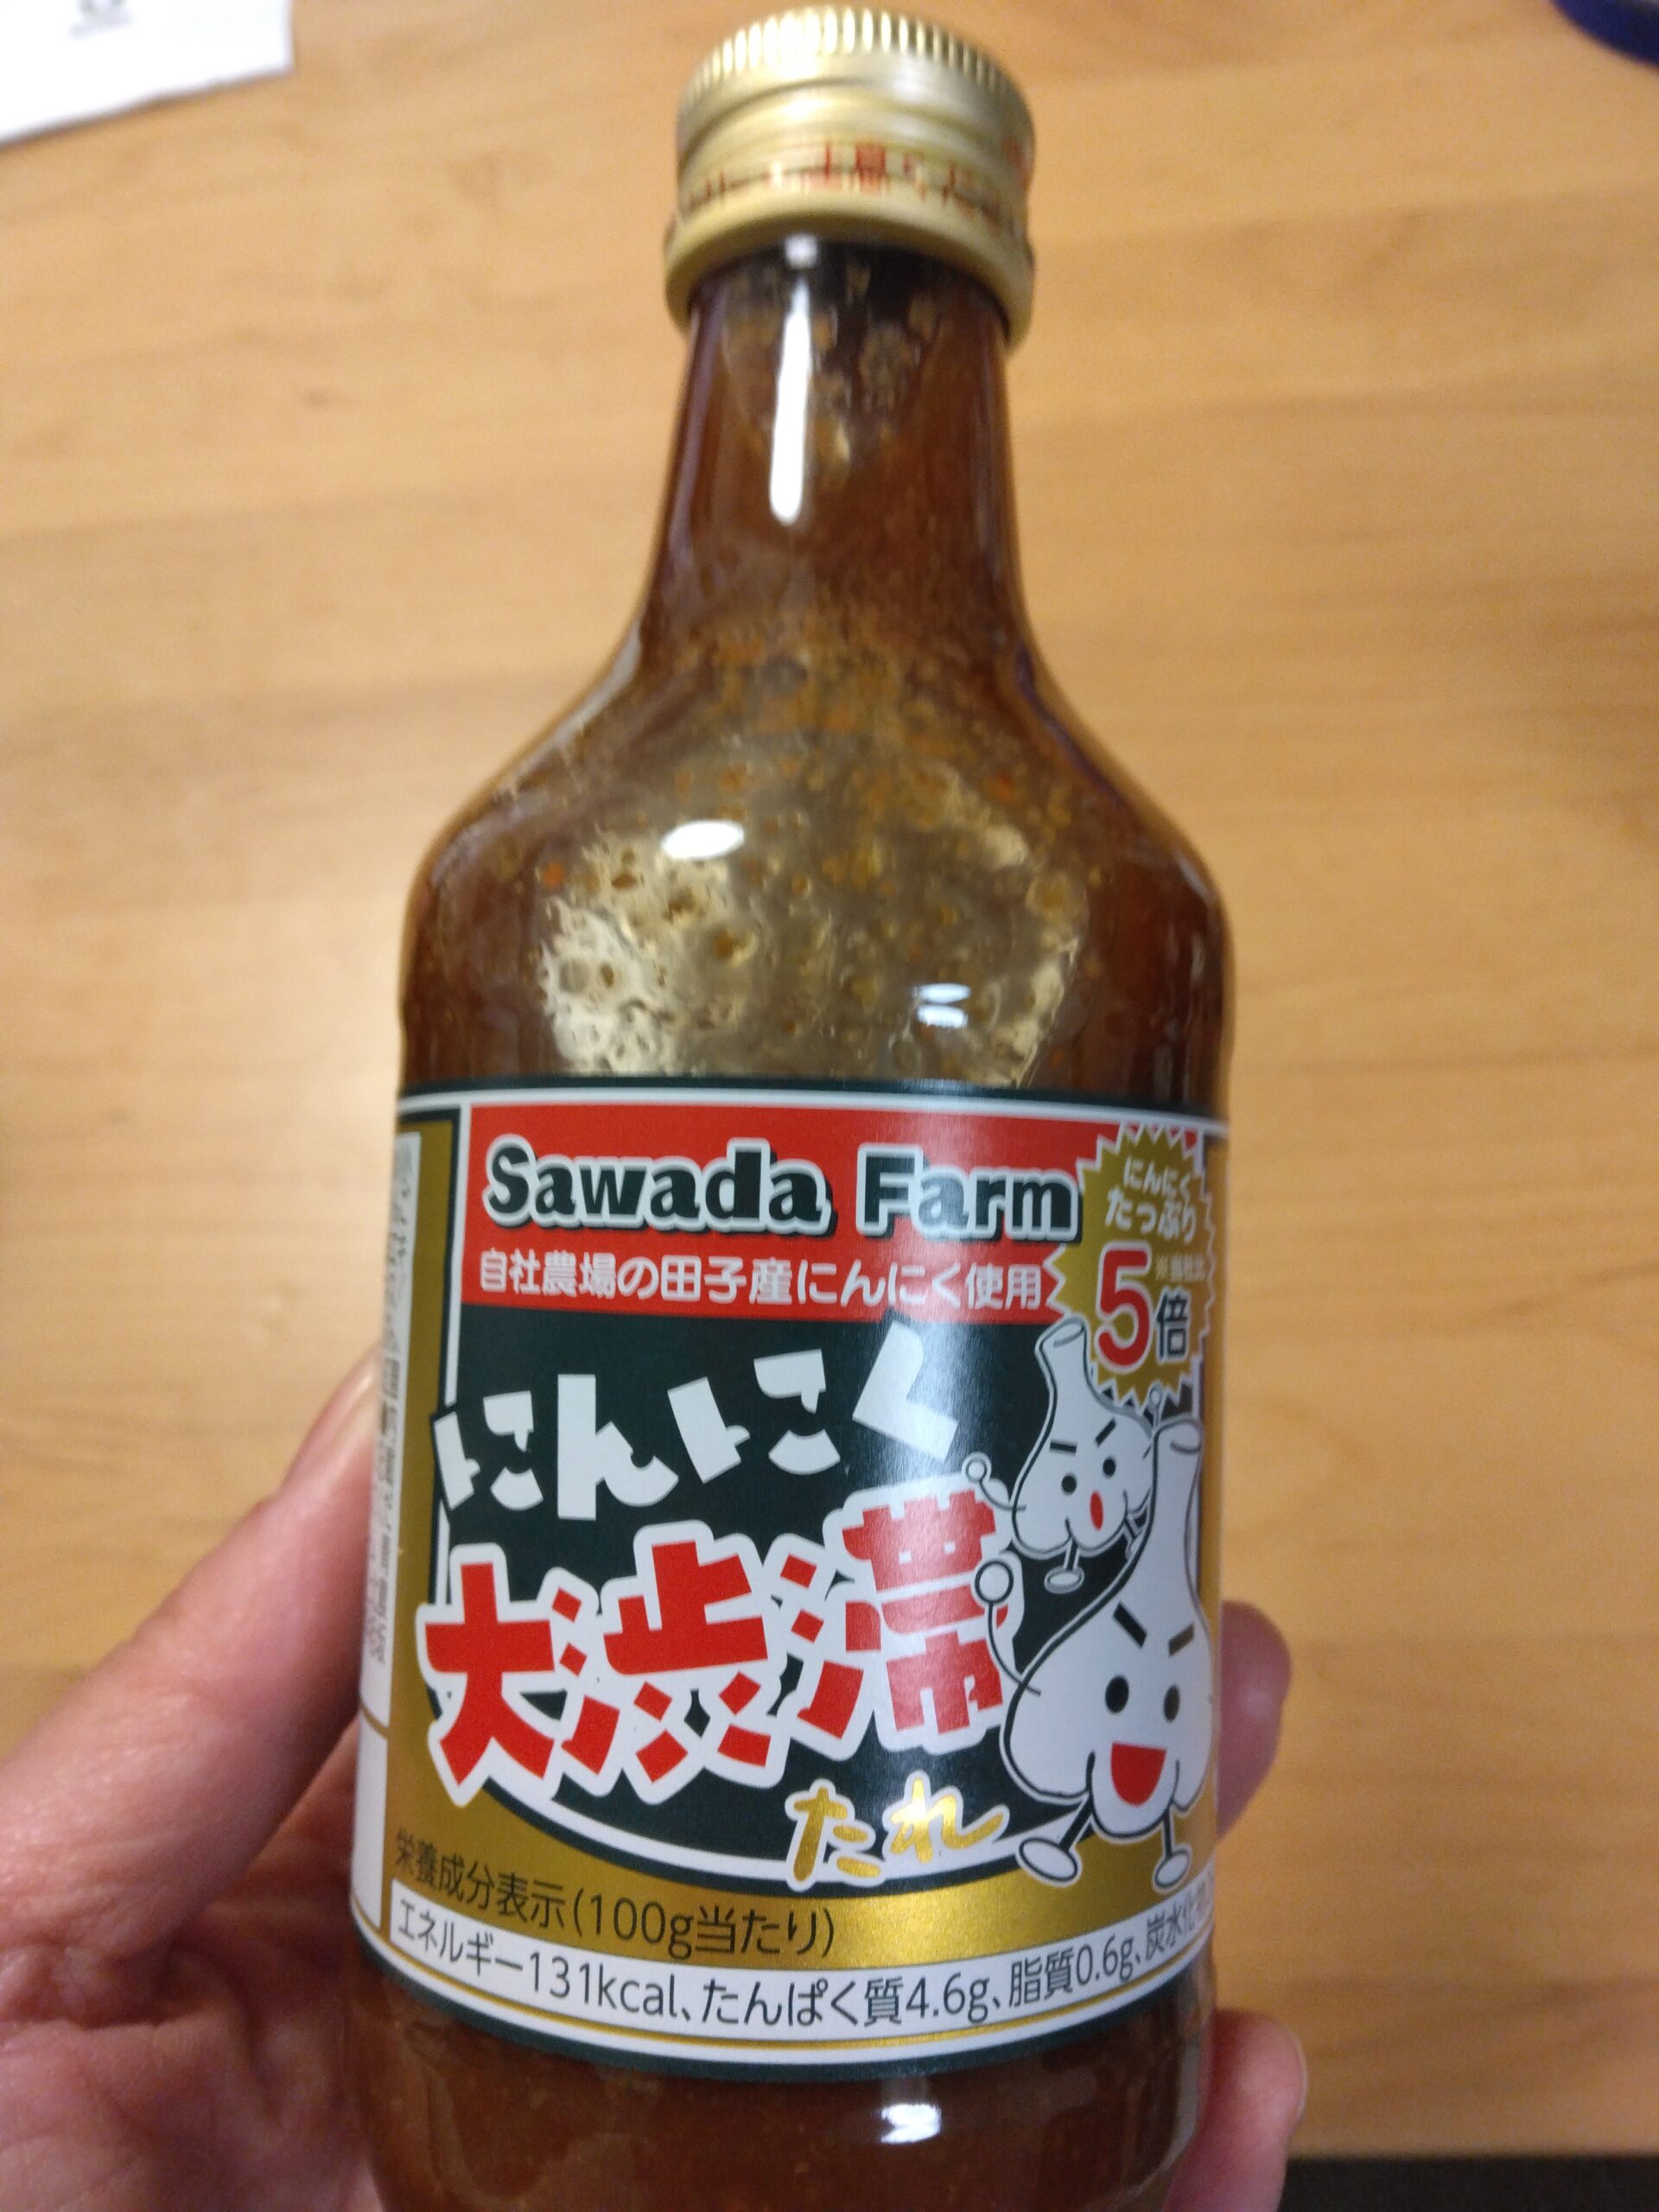 Sawada Farm
自社農場の田子産にんにく使用
にんにく
たっぷり
5倍
にんにく
大渋滞
たれ
栄養成分表示(100g当たり)
エネルギー131kcal、たんぱく質4.6g、脂質0.6g、炭水化